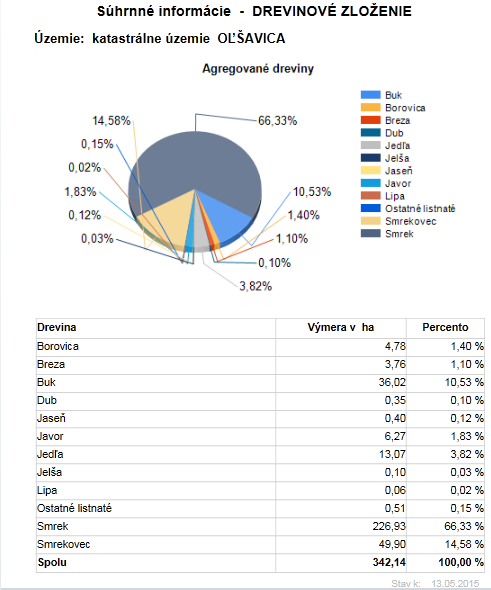 Súhrnné informácie - DREVINOVÉ ZLOŽENIE
Územie: katastrálne územie OĽŠAVICA
Agregované dreviny
14,58%
66,33%
0,15%
0,02%
1,83%
10,53%
0,12%
1,40%
0,03%
1,10%
0,10%
3,82%
Buk
Borovica
Breza
Dub
Jedľa
Jelša
Jaseň
Javor
Lipa
Ostatné listnaté
Smrekovec
Smrek
Drevina Výmera v ha Percento
Borovica 4,78 1,40 %
Breza 3,76 1,10 %
Buk 36,02 10,53 %
Dub 0,35 0,10 %
Jaseň 0,40 0,12 %
Javor 6,27 1,83 %
Jedľa 13,07 3,82 %
Jelša 0,10 0,03 %
Lipa 0,06 0,02 %
Ostatné listnaté 0,51 0,15 %
Smrek 226,93 66,33 %
Smrekovec 49,90 14,58 %
Spolu 342,14 100,00 %
Stav k: 13.05.2015